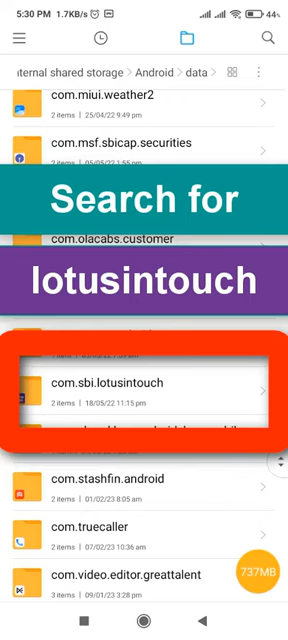 5:30 PM | 1.7KB/s
44%
ıternal shared storage > Android > data >
com.miui.weather2
2 items | 25/04/22 9:49 pm
com.msf.sbicap.securities
2 items | 05/05/22 1:55 pm
Search for
com.olacabs.customer
lotusintouch
com.sbi.lotusintouch
2 items | 18/05/22 11:15 pm
com.stashfin.android
2 items | 01/02/23 8:05 am
com.truecaller
2 items | 07/02/23 10:36 am
com.video.editor.greattalent
3 items | 09/01/23 3:28 pm
737MB